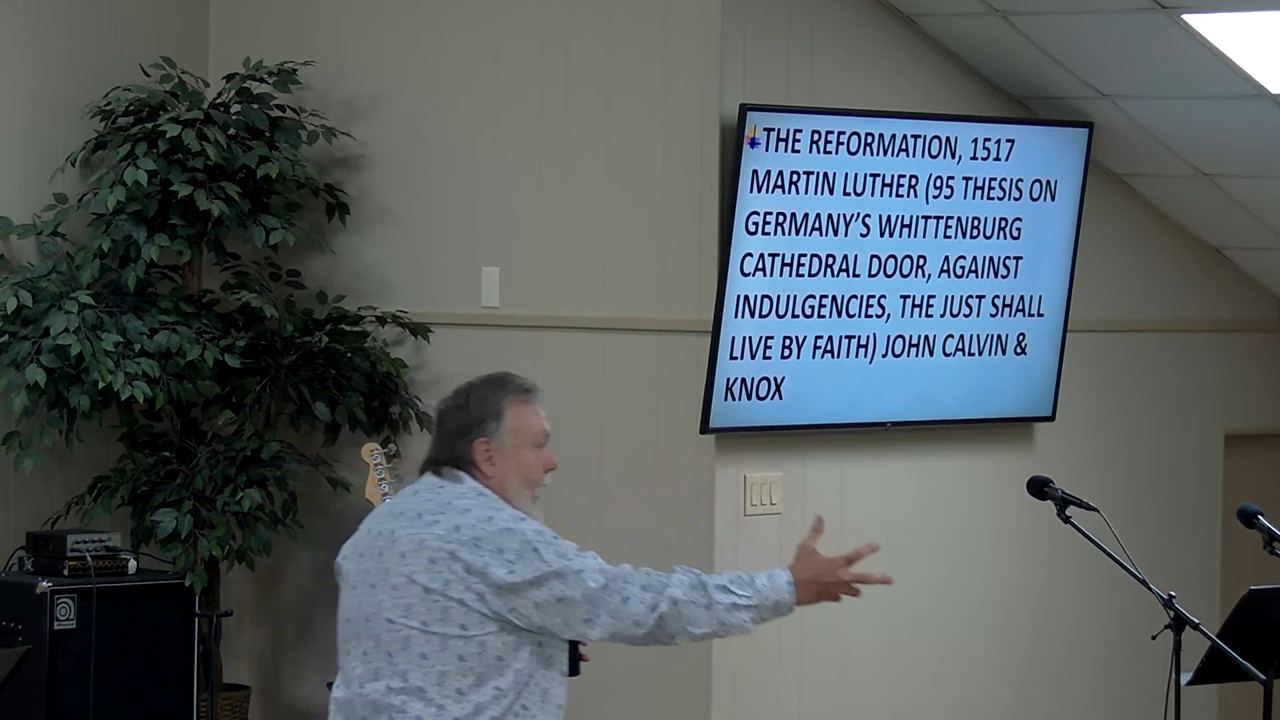 THE REFORMATION, 1517
MARTIN LUTHER (95 THESIS ON
GERMANY'S WHITTENBURG
CATHEDRAL DOOR, AGAINST
INDULGENCIES, THE JUST SHALL
LIVE BY FAITH) JOHN CALVIN &
KNOX